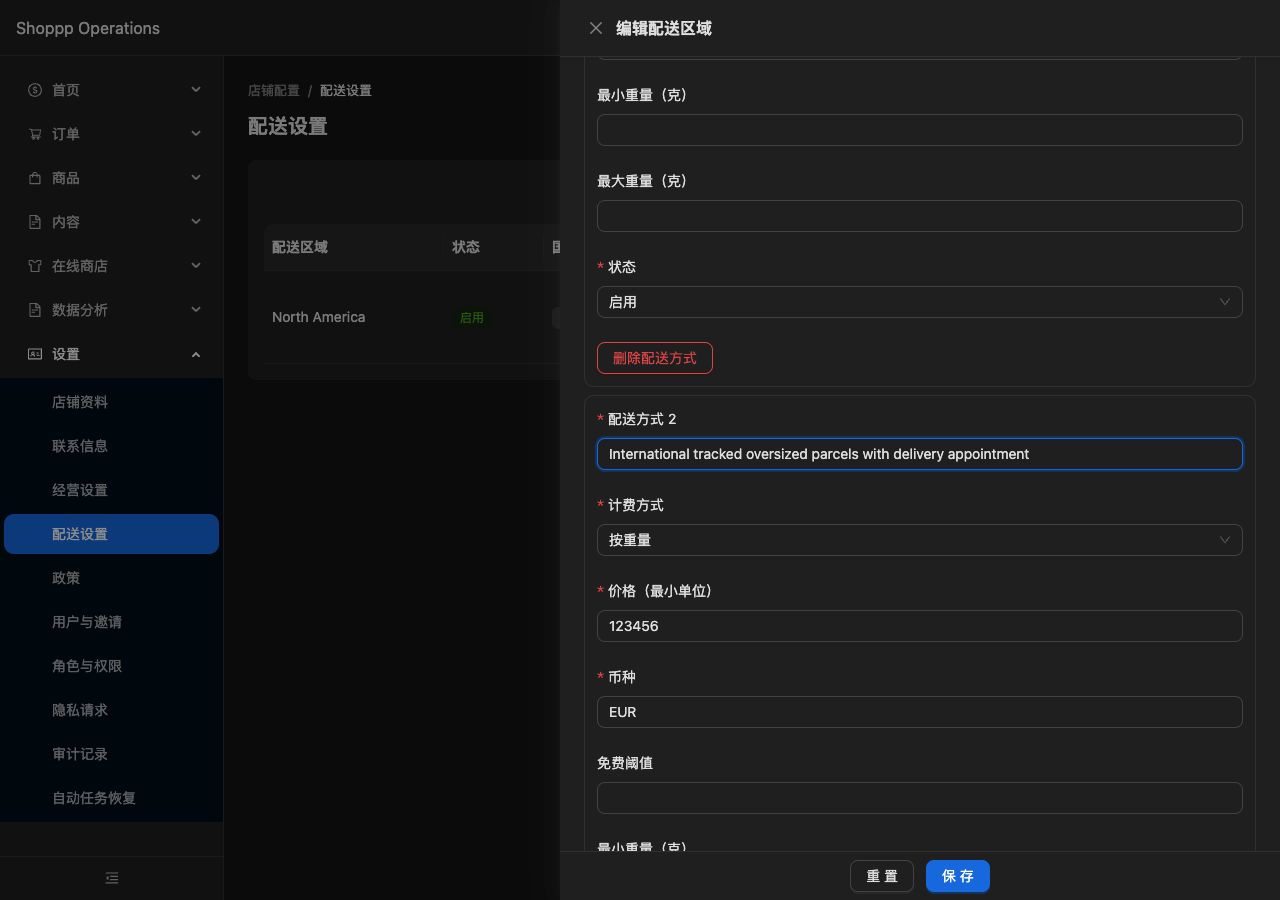 Shoppp Operations
首页
订单
商品
内容
在线商店
数据分析
设置
店铺资料
联系信息
经营设置
配送设置
政策
用户与邀请
角色与权限
隐私请求
审计记录
自动任务恢复
店铺配置 / 配送设置
配送设置
配送区域 状态
North America 启用
编辑配送区域
最小重量（克）
最大重量（克）
* 状态
启用
删除配送方式
* 配送方式 2
International tracked oversized parcels with delivery appointment
* 计费方式
按重量
* 价格（最小单位）
123456
* 币种
EUR
免费阈值
最小重量（克）
重 置 保 存